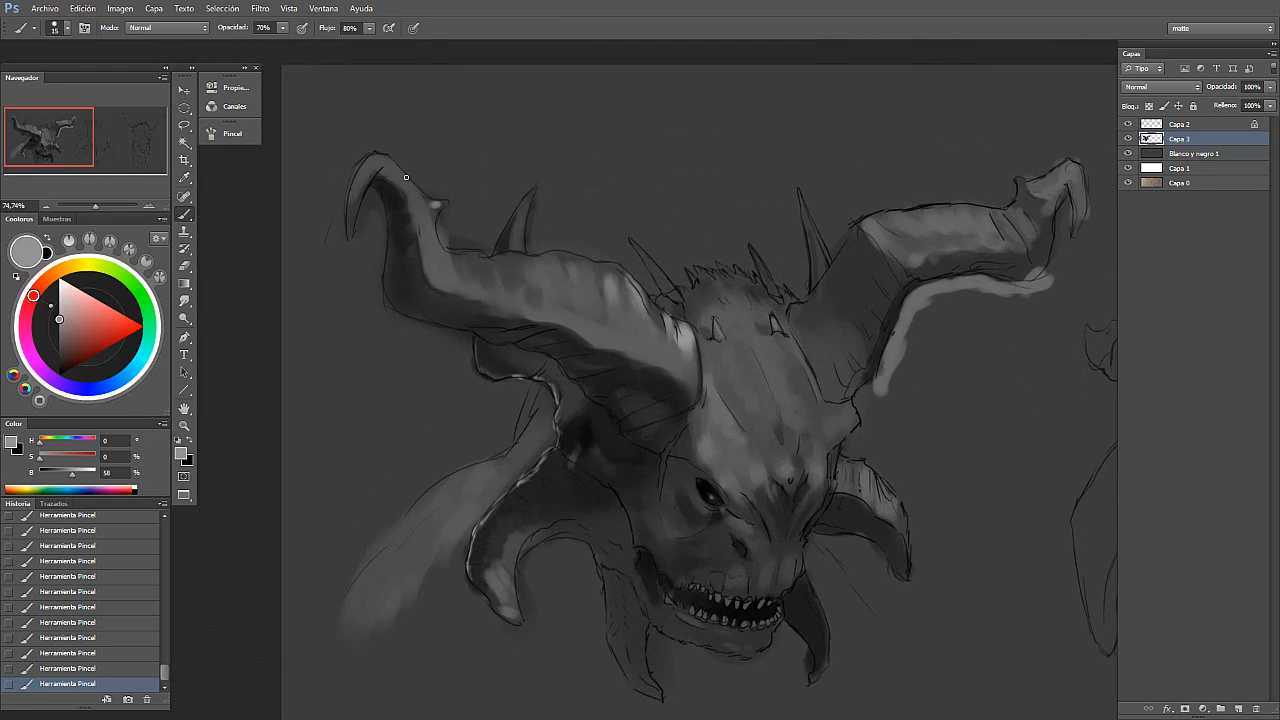 Ps Archivo Edición Imagen Capa Texto Selección Filtro Vista Ventana Ayuda
15 Modo: Normal Opacidad: 70% Flujo: 80% matte
Navegador
74,74%
Colorus Muestras
Color
H 0 °
S 0 %
B 58 %
Historia Trazados
Herramienta Pincel
Herramienta Pincel
Herramienta Pincel
Herramienta Pincel
Herramienta Pincel
Herramienta Pincel
Herramienta Pincel
Herramienta Pincel
Herramienta Pincel
Herramienta Pincel
Herramienta Pincel
Herramienta Pincel
Propie...
Canales
Pincel
Capas
Tipo
Normal Opacidad: 100%
Bloq.: Relleno: 100%
Capa 2
Capa 3
Blanco y negro 1
Capa 1
Capa 0
fx